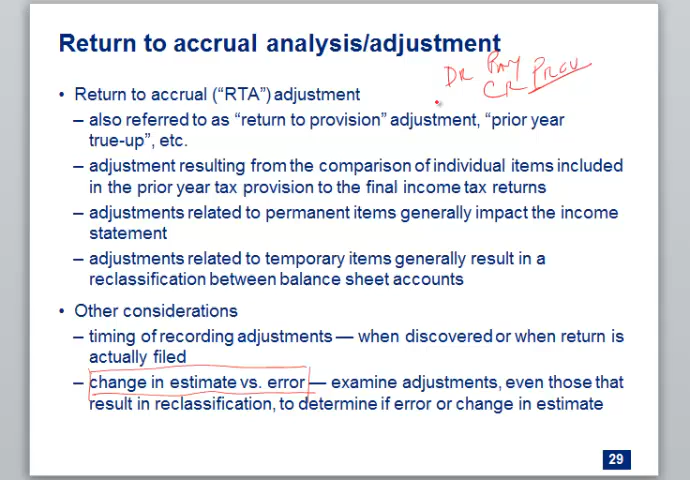 Return to accrual analysis/adjustment
DR Pay
CR Prov
• Return to accrual (“RTA”) adjustment
– also referred to as “return to provision” adjustment, “prior year
true-up”, etc.
– adjustment resulting from the comparison of individual items included
in the prior year tax provision to the final income tax returns
– adjustments related to permanent items generally impact the income
statement
– adjustments related to temporary items generally result in a
reclassification between balance sheet accounts
• Other considerations
– timing of recording adjustments — when discovered or when return is
actually filed
– change in estimate vs. error — examine adjustments, even those that
result in reclassification, to determine if error or change in estimate
29